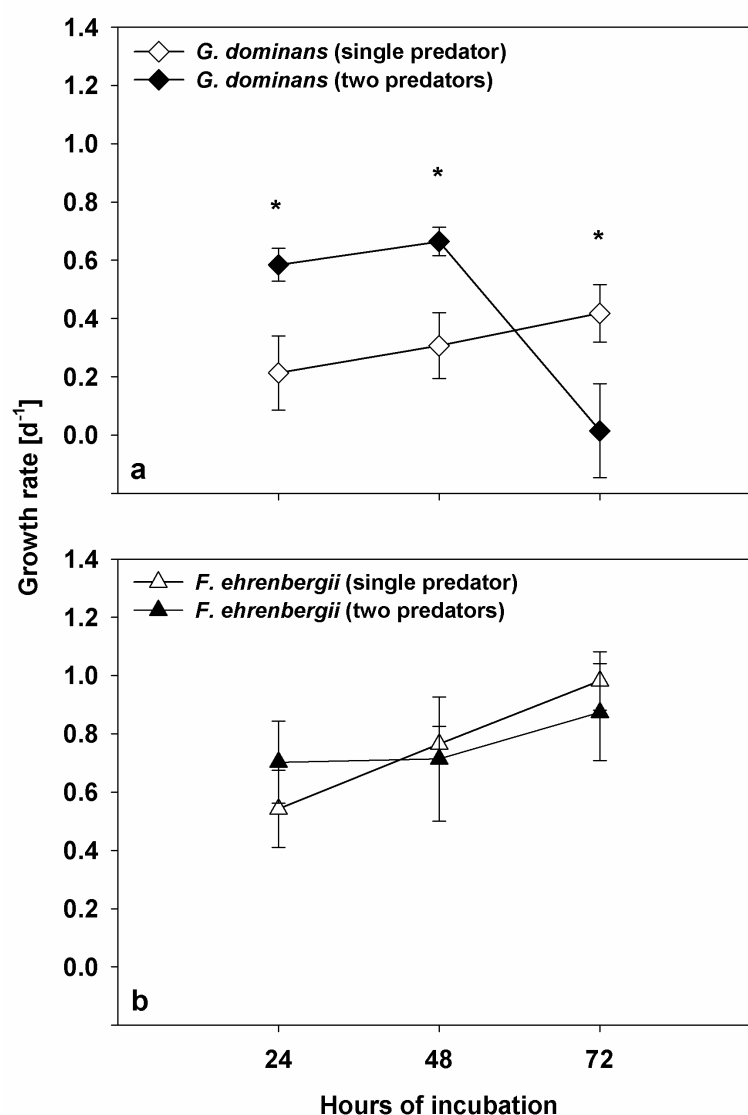 1.4
G. dominans (single predator)
G. dominans (two predators)
1.2
1.0
*
*
0.8
*
0.6
0.4
0.2
0.0
a
Growth rate [d-1]
1.4
F. ehrenbergii (single predator)
F. ehrenbergii (two predators)
1.2
1.0
0.8
0.6
0.4
0.2
0.0
b
24 48 72
Hours of incubation